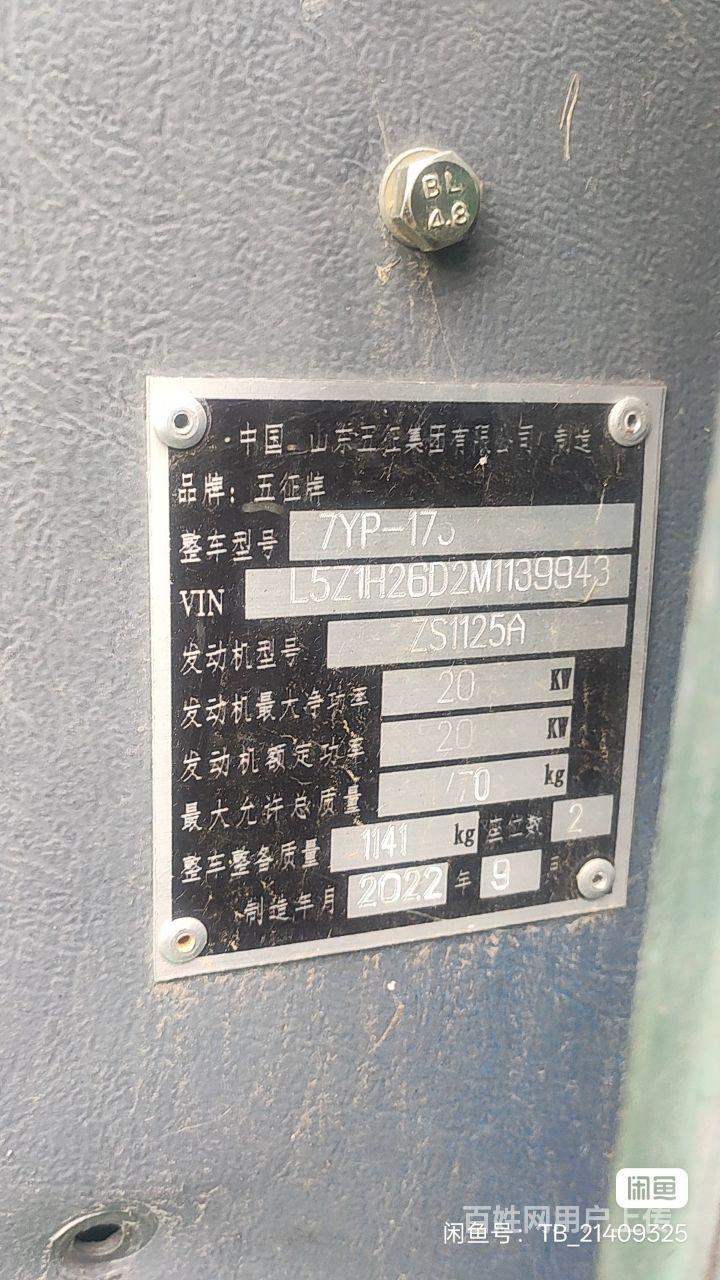 BL
4.8
中国 山东五征集团有限公司 制造
品牌：五征牌
整车型号 7YP-17
VIN L5Z1H26D2M1139943
发动机型号 ZS1125A
发动机最大净功率 20 KW
发动机额定功率 20 KW
最大允许总质量 kg
整车整备质量 1141 kg 座位数 2
制造年月 2022 年 9 月
闲鱼
百姓网用户上传
闲鱼号：TB_21409325